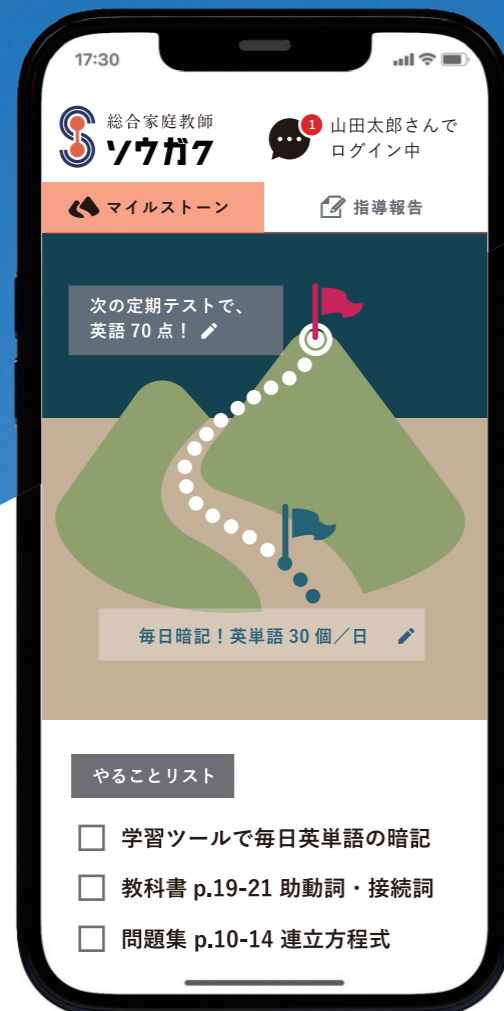 17:30
総合家庭教師
ソウガク
1
山田太郎さんで
ログイン中
マイルストーン
指導報告
次の定期テストで、
英語 70 点！
毎日暗記！英単語 30 個／日
やることリスト
学習ツールで毎日英単語の暗記
教科書 p.19-21 助動詞・接続詞
問題集 p.10-14 連立方程式